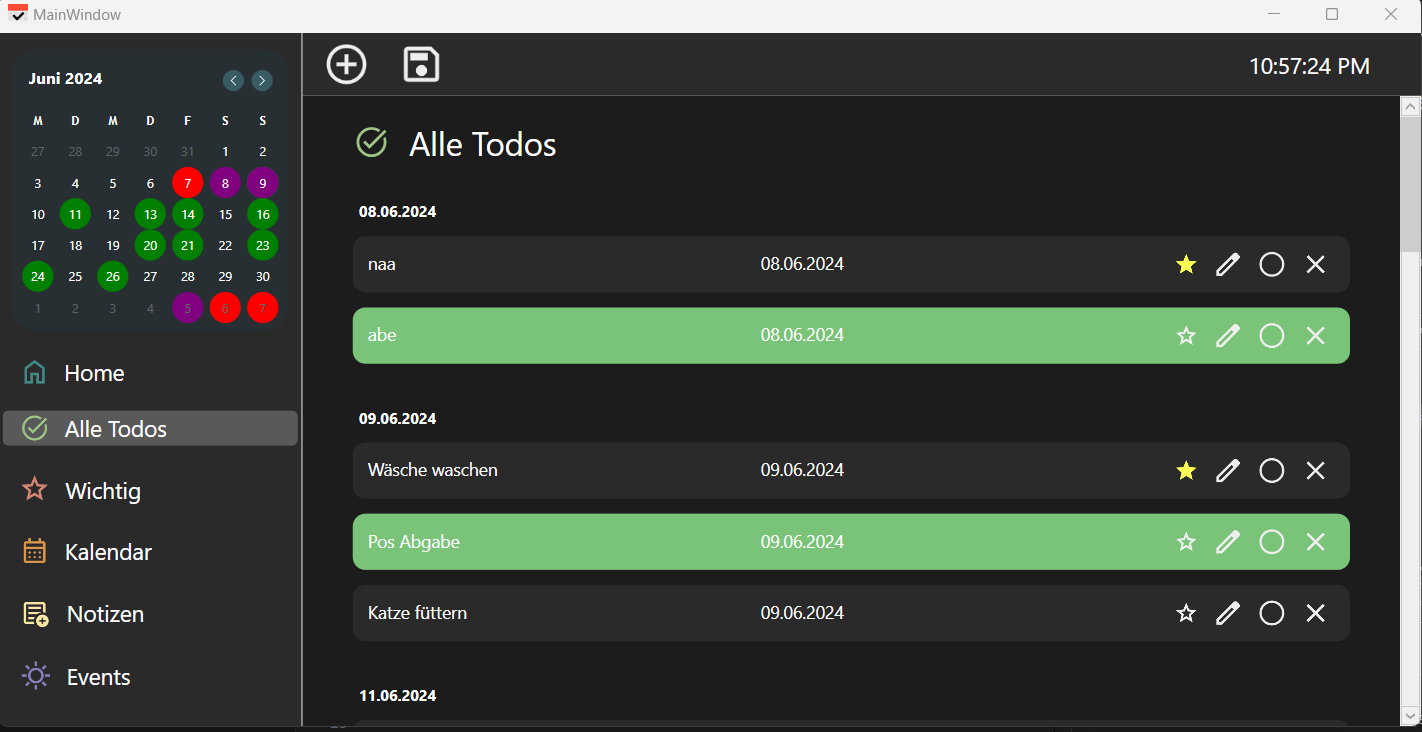 MainWindow
Juni 2024
M D M D F S S
27 28 29 30 31 1 2
3 4 5 6 7 8 9
10 11 12 13 14 15 16
17 18 19 20 21 22 23
24 25 26 27 28 29 30
1 2 3 4 5 6 7
Home
Alle Todos
Wichtig
Kalendar
Notizen
Events
10:57:24 PM
Alle Todos
08.06.2024
naa 08.06.2024
abe 08.06.2024
09.06.2024
Wäsche waschen 09.06.2024
Pos Abgabe 09.06.2024
Katze füttern 09.06.2024
11.06.2024